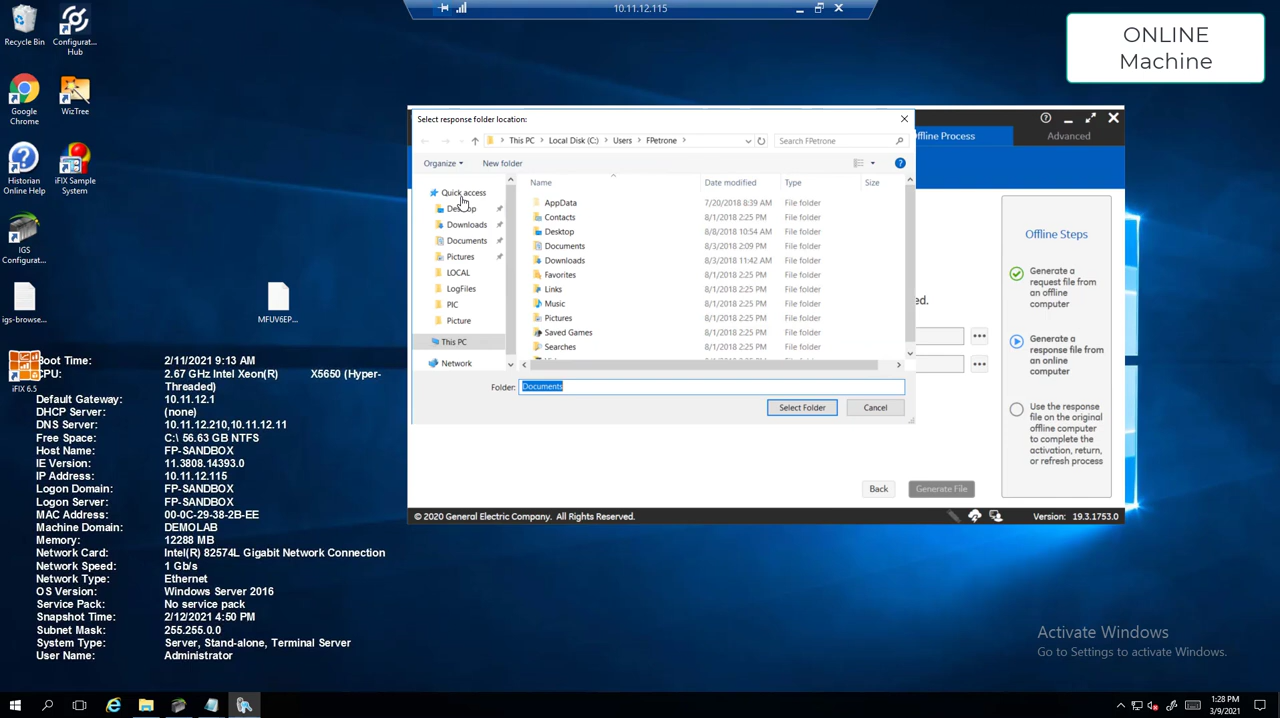 10.11.12.115
ONLINE
Machine
Recycle Bin
Configurat...
Hub
Google
Chrome
WizTree
Historian
Online Help
iFIX Sample
System
IGS
Configurat...
igs-browse...
MFUV6EP...
iFIX 6.5
Select response folder location:
This PC > Local Disk (C:) > Users > FPetrone >
Search FPetrone
Organize
New folder
Quick access
Desktop
Downloads
Documents
Pictures
LOCAL
LogFiles
PIC
Picture
This PC
Network
Name Date modified Type Size
AppData 7/20/2018 8:39 AM File folder
Contacts 8/1/2018 2:25 PM File folder
Desktop 8/8/2018 10:54 AM File folder
Documents 8/3/2018 2:09 PM File folder
Downloads 8/3/2018 11:42 AM File folder
Favorites 8/1/2018 2:25 PM File folder
Links 8/1/2018 2:25 PM File folder
Music 8/1/2018 2:25 PM File folder
Pictures 8/1/2018 2:25 PM File folder
Saved Games 8/1/2018 2:25 PM File folder
Searches 8/1/2018 2:25 PM File folder
Folder: Documents
Select Folder
Cancel
ffline Process
Advanced
ed.
Offline Steps
Generate a
request file from
an offline
computer
Generate a
response file from
an online
computer
Use the response
file on the original
offline computer
to complete the
activation, return,
or refresh process
Back
Generate File
© 2020 General Electric Company. All Rights Reserved.
Version: 19.3.1753.0
Boot Time: 2/11/2021 9:13 AM
CPU: 2.67 GHz Intel Xeon(R) X5650 (Hyper-
Threaded)
Default Gateway: 10.11.12.1
DHCP Server: (none)
DNS Server: 10.11.12.210,10.11.12.11
Free Space: C:\ 56.63 GB NTFS
Host Name: FP-SANDBOX
IE Version: 11.3808.14393.0
IP Address: 10.11.12.115
Logon Domain: FP-SANDBOX
Logon Server: FP-SANDBOX
MAC Address: 00-0C-29-38-2B-EE
Machine Domain: DEMOLAB
Memory: 12288 MB
Network Card: Intel(R) 82574L Gigabit Network Connection
Network Speed: 1 Gb/s
Network Type: Ethernet
OS Version: Windows Server 2016
Service Pack: No service pack
Snapshot Time: 2/12/2021 4:50 PM
Subnet Mask: 255.255.0.0
System Type: Server, Stand-alone, Terminal Server
User Name: Administrator
Activate Windows
Go to Settings to activate Windows.
1:28 PM
3/9/2021